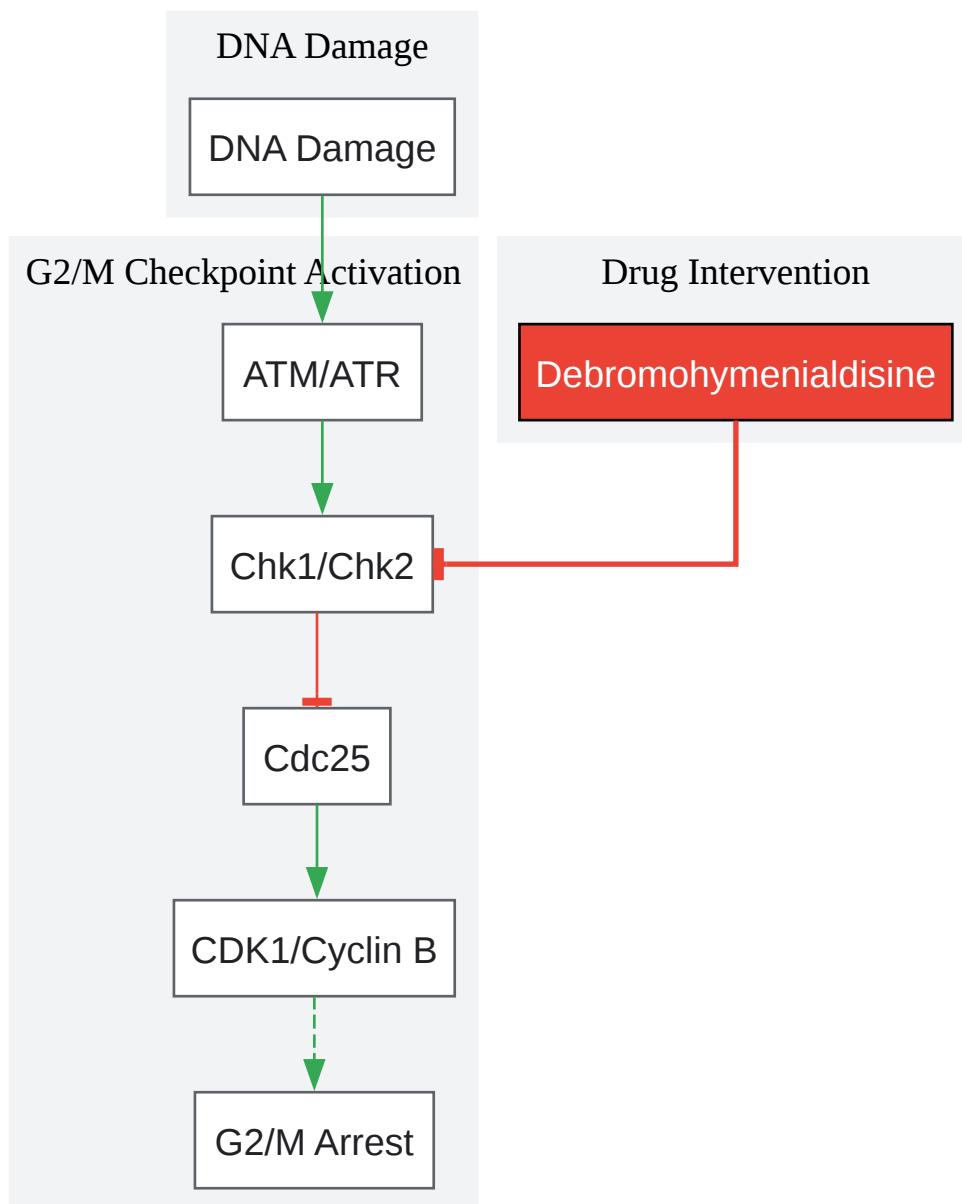 DNA Damage
DNA Damage
G2/M Checkpoint Activation
Drug Intervention
ATM/ATR
Debromohymenialdisine
Chk1/Chk2
Cdc25
CDK1/Cyclin B
G2/M Arrest